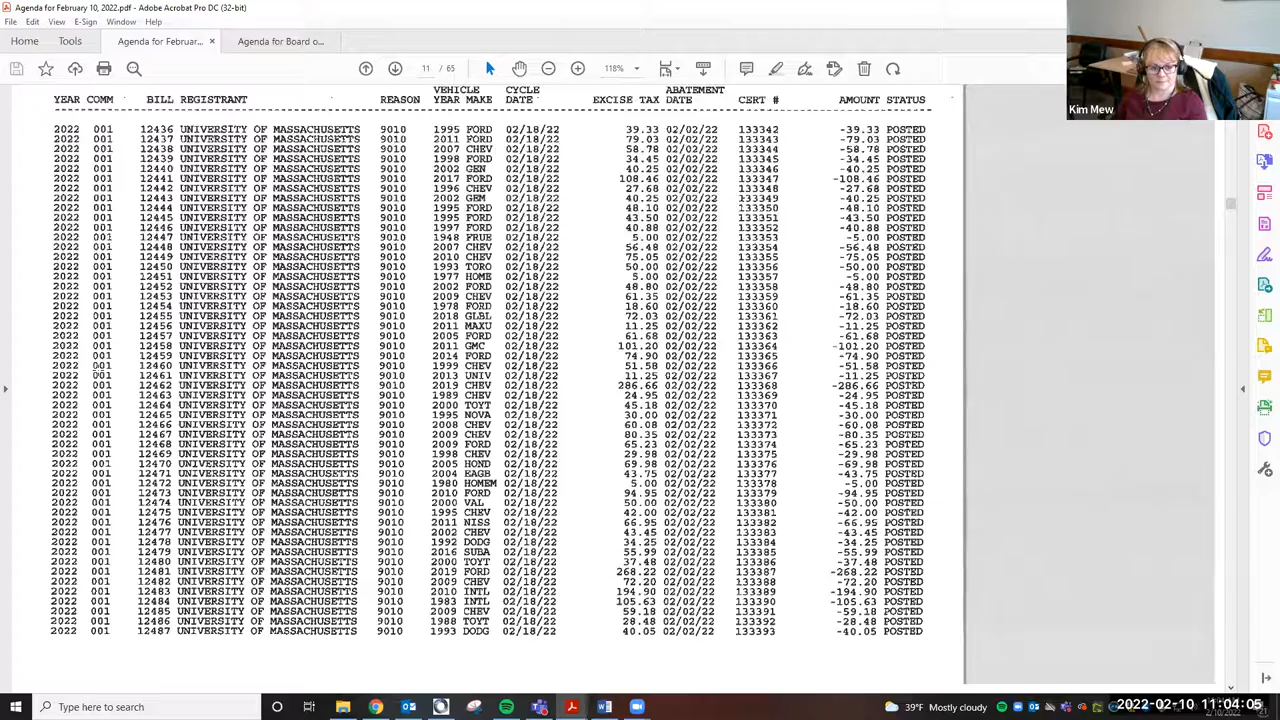 Agenda for February 10, 2022.pdf - Adobe Acrobat Pro DC (32-bit)
File Edit View E-Sign Window Help
Home Tools Agenda for Februar... × Agenda for Board o...
11 / 65 118%
Kim Mew
VEHICLE CYCLE ABATEMENT
YEAR COMM BILL REGISTRANT REASON YEAR MAKE DATE EXCISE TAX DATE CERT # AMOUNT STATUS
2022 001 12436 UNIVERSITY OF MASSACHUSETTS 9010 1995 FORD 02/18/22 39.33 02/02/22 133342 -39.33 POSTED
2022 001 12437 UNIVERSITY OF MASSACHUSETTS 9010 2011 FORD 02/18/22 79.03 02/02/22 133343 -79.03 POSTED
2022 001 12438 UNIVERSITY OF MASSACHUSETTS 9010 2007 CHEV 02/18/22 58.78 02/02/22 133344 -58.78 POSTED
2022 001 12439 UNIVERSITY OF MASSACHUSETTS 9010 1998 FORD 02/18/22 34.45 02/02/22 133345 -34.45 POSTED
2022 001 12440 UNIVERSITY OF MASSACHUSETTS 9010 2002 GEN 02/18/22 40.25 02/02/22 133346 -40.25 POSTED
2022 001 12441 UNIVERSITY OF MASSACHUSETTS 9010 2017 FORD 02/18/22 108.46 02/02/22 133347 -108.46 POSTED
2022 001 12442 UNIVERSITY OF MASSACHUSETTS 9010 1996 CHEV 02/18/22 27.68 02/02/22 133348 -27.68 POSTED
2022 001 12443 UNIVERSITY OF MASSACHUSETTS 9010 2002 GEM 02/18/22 40.25 02/02/22 133349 -40.25 POSTED
2022 001 12444 UNIVERSITY OF MASSACHUSETTS 9010 1995 FORD 02/18/22 48.10 02/02/22 133350 -48.10 POSTED
2022 001 12445 UNIVERSITY OF MASSACHUSETTS 9010 1995 FORD 02/18/22 43.50 02/02/22 133351 -43.50 POSTED
2022 001 12446 UNIVERSITY OF MASSACHUSETTS 9010 1997 FORD 02/18/22 40.88 02/02/22 133352 -40.88 POSTED
2022 001 12447 UNIVERSITY OF MASSACHUSETTS 9010 1948 FRUE 02/18/22 5.00 02/02/22 133353 -5.00 POSTED
2022 001 12448 UNIVERSITY OF MASSACHUSETTS 9010 2007 CHEV 02/18/22 56.48 02/02/22 133354 -56.48 POSTED
2022 001 12449 UNIVERSITY OF MASSACHUSETTS 9010 2010 CHEV 02/18/22 75.05 02/02/22 133355 -75.05 POSTED
2022 001 12450 UNIVERSITY OF MASSACHUSETTS 9010 1993 TORO 02/18/22 50.00 02/02/22 133356 -50.00 POSTED
2022 001 12451 UNIVERSITY OF MASSACHUSETTS 9010 1977 HOME 02/18/22 5.00 02/02/22 133357 -5.00 POSTED
2022 001 12452 UNIVERSITY OF MASSACHUSETTS 9010 2002 FORD 02/18/22 48.80 02/02/22 133358 -48.80 POSTED
2022 001 12453 UNIVERSITY OF MASSACHUSETTS 9010 2009 CHEV 02/18/22 61.35 02/02/22 133359 -61.35 POSTED
2022 001 12454 UNIVERSITY OF MASSACHUSETTS 9010 1978 FORD 02/18/22 18.60 02/02/22 133360 -18.60 POSTED
2022 001 12455 UNIVERSITY OF MASSACHUSETTS 9010 2018 GLBL 02/18/22 72.03 02/02/22 133361 -72.03 POSTED
2022 001 12456 UNIVERSITY OF MASSACHUSETTS 9010 2011 MAXU 02/18/22 11.25 02/02/22 133362 -11.25 POSTED
2022 001 12457 UNIVERSITY OF MASSACHUSETTS 9010 2005 FORD 02/18/22 61.68 02/02/22 133363 -61.68 POSTED
2022 001 12458 UNIVERSITY OF MASSACHUSETTS 9010 2011 GMC 02/18/22 101.20 02/02/22 133364 -101.20 POSTED
2022 001 12459 UNIVERSITY OF MASSACHUSETTS 9010 2014 FORD 02/18/22 74.90 02/02/22 133365 -74.90 POSTED
2022 001 12460 UNIVERSITY OF MASSACHUSETTS 9010 1999 CHEV 02/18/22 51.58 02/02/22 133366 -51.58 POSTED
2022 001 12461 UNIVERSITY OF MASSACHUSETTS 9010 2013 UNIV 02/18/22 11.25 02/02/22 133367 -11.25 POSTED
2022 001 12462 UNIVERSITY OF MASSACHUSETTS 9010 2019 CHEV 02/18/22 286.66 02/02/22 133368 -286.66 POSTED
2022 001 12463 UNIVERSITY OF MASSACHUSETTS 9010 1989 CHEV 02/18/22 24.95 02/02/22 133369 -24.95 POSTED
2022 001 12464 UNIVERSITY OF MASSACHUSETTS 9010 2000 TOYT 02/18/22 45.18 02/02/22 133370 -45.18 POSTED
2022 001 12465 UNIVERSITY OF MASSACHUSETTS 9010 1995 NOVA 02/18/22 30.00 02/02/22 133371 -30.00 POSTED
2022 001 12466 UNIVERSITY OF MASSACHUSETTS 9010 2008 CHEV 02/18/22 60.08 02/02/22 133372 -60.08 POSTED
2022 001 12467 UNIVERSITY OF MASSACHUSETTS 9010 2009 CHEV 02/18/22 80.35 02/02/22 133373 -80.35 POSTED
2022 001 12468 UNIVERSITY OF MASSACHUSETTS 9010 2009 FORD 02/18/22 65.23 02/02/22 133374 -65.23 POSTED
2022 001 12469 UNIVERSITY OF MASSACHUSETTS 9010 1998 CHEV 02/18/22 29.98 02/02/22 133375 -29.98 POSTED
2022 001 12470 UNIVERSITY OF MASSACHUSETTS 9010 2005 HOND 02/18/22 69.98 02/02/22 133376 -69.98 POSTED
2022 001 12471 UNIVERSITY OF MASSACHUSETTS 9010 2004 EAGH 02/18/22 43.75 02/02/22 133377 -43.75 POSTED
2022 001 12472 UNIVERSITY OF MASSACHUSETTS 9010 1980 HOMEM 02/18/22 5.00 02/02/22 133378 -5.00 POSTED
2022 001 12473 UNIVERSITY OF MASSACHUSETTS 9010 2010 FORD 02/18/22 94.95 02/02/22 133379 -94.95 POSTED
2022 001 12474 UNIVERSITY OF MASSACHUSETTS 9010 2000 VAL 02/18/22 50.00 02/02/22 133380 -50.00 POSTED
2022 001 12475 UNIVERSITY OF MASSACHUSETTS 9010 1995 CHEV 02/18/22 42.00 02/02/22 133381 -42.00 POSTED
2022 001 12476 UNIVERSITY OF MASSACHUSETTS 9010 2011 NISS 02/18/22 66.95 02/02/22 133382 -66.95 POSTED
2022 001 12477 UNIVERSITY OF MASSACHUSETTS 9010 2002 CHEV 02/18/22 43.45 02/02/22 133383 -43.45 POSTED
2022 001 12478 UNIVERSITY OF MASSACHUSETTS 9010 1992 DODG 02/18/22 34.25 02/02/22 133384 -34.25 POSTED
2022 001 12479 UNIVERSITY OF MASSACHUSETTS 9010 2016 SUBA 02/18/22 55.99 02/02/22 133385 -55.99 POSTED
2022 001 12480 UNIVERSITY OF MASSACHUSETTS 9010 2000 TOYT 02/18/22 37.48 02/02/22 133386 -37.48 POSTED
2022 001 12481 UNIVERSITY OF MASSACHUSETTS 9010 2019 FORD 02/18/22 268.22 02/02/22 133387 -268.22 POSTED
2022 001 12482 UNIVERSITY OF MASSACHUSETTS 9010 2009 CHEV 02/18/22 72.20 02/02/22 133388 -72.20 POSTED
2022 001 12483 UNIVERSITY OF MASSACHUSETTS 9010 2010 INTL 02/18/22 194.90 02/02/22 133389 -194.90 POSTED
2022 001 12484 UNIVERSITY OF MASSACHUSETTS 9010 1983 INTL 02/18/22 105.63 02/02/22 133390 -105.63 POSTED
2022 001 12485 UNIVERSITY OF MASSACHUSETTS 9010 2009 CHEV 02/18/22 59.18 02/02/22 133391 -59.18 POSTED
2022 001 12486 UNIVERSITY OF MASSACHUSETTS 9010 1988 TOYT 02/18/22 28.48 02/02/22 133392 -28.48 POSTED
2022 001 12487 UNIVERSITY OF MASSACHUSETTS 9010 1993 DODG 02/18/22 40.05 02/02/22 133393 -40.05 POSTED
Type here to search
39°F Mostly cloudy
2022-02-10 11:04:05